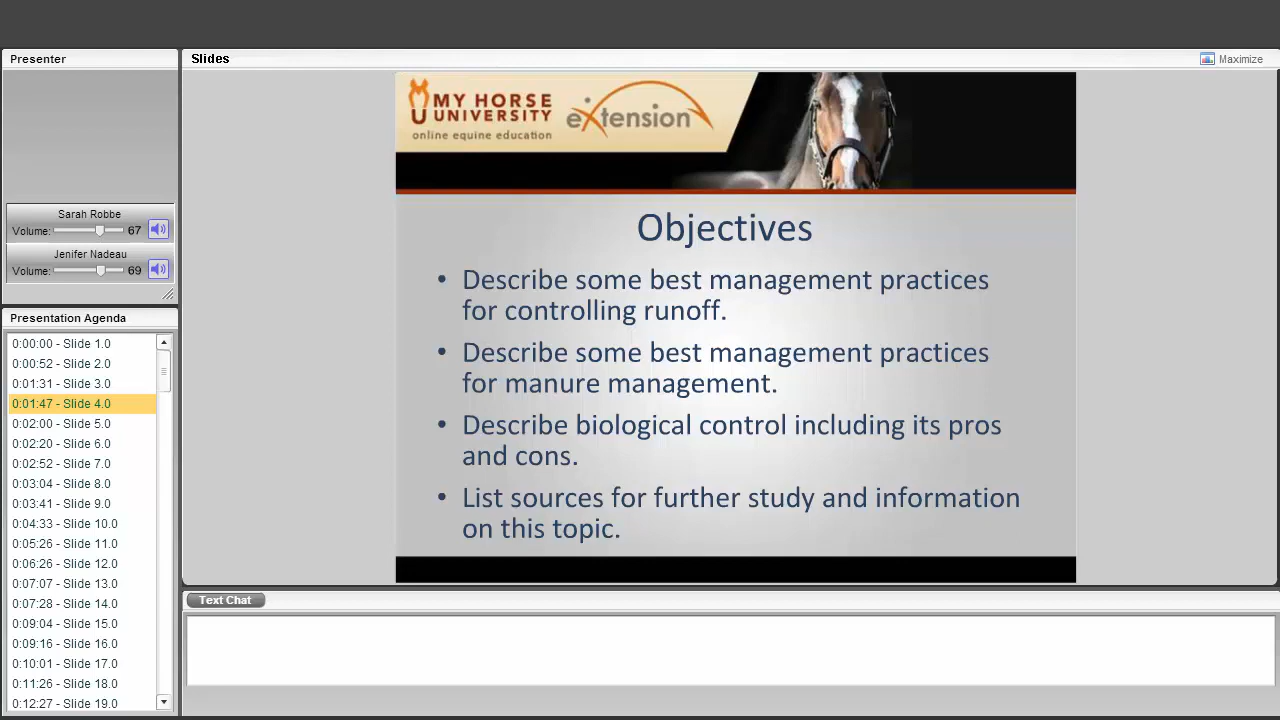 Presenter
Sarah Robbe
Volume: 67
Jenifer Nadeau
Volume: 69
Presentation Agenda
0:00:00 - Slide 1.0
0:00:52 - Slide 2.0
0:01:31 - Slide 3.0
0:01:47 - Slide 4.0
0:02:00 - Slide 5.0
0:02:20 - Slide 6.0
0:02:52 - Slide 7.0
0:03:04 - Slide 8.0
0:03:41 - Slide 9.0
0:04:33 - Slide 10.0
0:05:26 - Slide 11.0
0:06:26 - Slide 12.0
0:07:07 - Slide 13.0
0:07:28 - Slide 14.0
0:09:04 - Slide 15.0
0:09:16 - Slide 16.0
0:10:01 - Slide 17.0
0:11:26 - Slide 18.0
0:12:27 - Slide 19.0
Slides
Maximize
MY HORSE
UNIVERSITY
online equine education
eXtension
Objectives
• Describe some best management practices
for controlling runoff.
• Describe some best management practices
for manure management.
• Describe biological control including its pros
and cons.
• List sources for further study and information
on this topic.
Text Chat